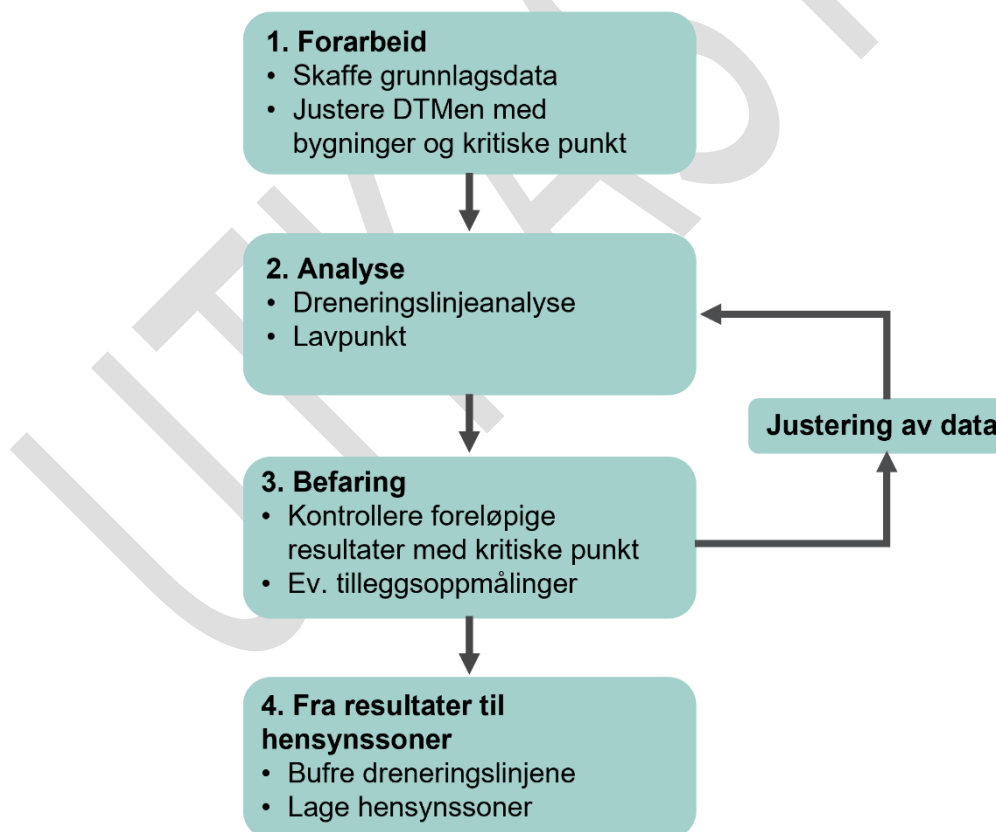 UTKAST
1. Forarbeid
• Skaffe grunnlagsdata
• Justere DTMen med
bygninger og kritiske punkt
2. Analyse
• Dreneringslinjeanalyse
• Lavpunkt
Justering av data
3. Befaring
• Kontrollere foreløpige
resultater med kritiske punkt
• Ev. tilleggsoppmålinger
4. Fra resultater til
hensynssoner
• Bufre dreneringslinjene
• Lage hensynssoner